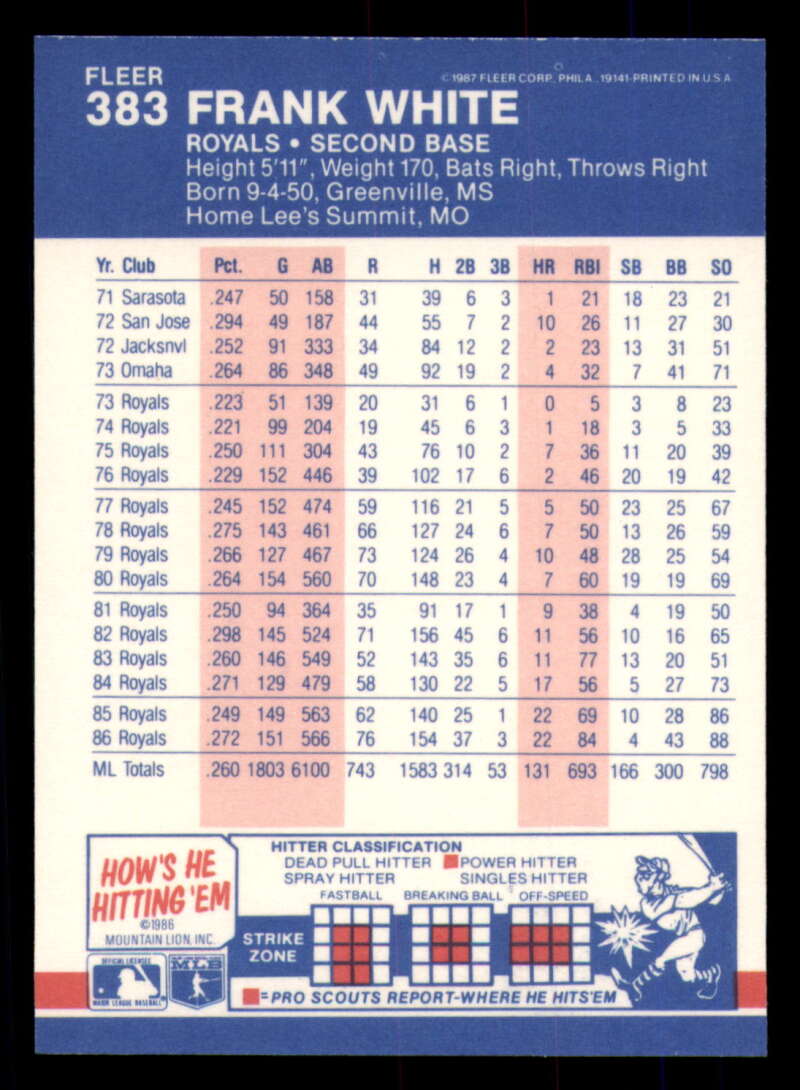 FLEER
©1987 FLEER CORP., PHILA., 19141-PRINTED IN U.S.A.
383 FRANK WHITE
ROYALS • SECOND BASE
Height 5'11", Weight 170, Bats Right, Throws Right
Born 9-4-50, Greenville, MS
Home Lee's Summit, MO
Yr. Club Pct. G AB R H 2B 3B HR RBI SB BB SO
71 Sarasota .247 50 158 31 39 6 3 1 21 18 23 21
72 San Jose .294 49 187 44 55 7 2 10 26 11 27 30
72 Jacksnvl .252 91 333 34 84 12 2 2 23 13 31 51
73 Omaha .264 86 348 49 92 19 2 4 32 7 41 71
73 Royals .223 51 139 20 31 6 1 0 5 3 8 23
74 Royals .221 99 204 19 45 6 3 1 18 3 5 33
75 Royals .250 111 304 43 76 10 2 7 36 11 20 39
76 Royals .229 152 446 39 102 17 6 2 46 20 19 42
77 Royals .245 152 474 59 116 21 5 5 50 23 25 67
78 Royals .275 143 461 66 127 24 6 7 50 13 26 59
79 Royals .266 127 467 73 124 26 4 10 48 28 25 54
80 Royals .264 154 560 70 148 23 4 7 60 19 19 69
81 Royals .250 94 364 35 91 17 1 9 38 4 19 50
82 Royals .298 145 524 71 156 45 6 11 56 10 16 65
83 Royals .260 146 549 52 143 35 6 11 77 13 20 51
84 Royals .271 129 479 58 130 22 5 17 56 5 27 73
85 Royals .249 149 563 62 140 25 1 22 69 10 28 86
86 Royals .272 151 566 76 154 37 3 22 84 4 43 88
ML Totals .260 1803 6100 743 1583 314 53 131 693 166 300 798
HOW'S HE
HITTING 'EM
©1986
MOUNTAIN LION, INC.
HITTER CLASSIFICATION
DEAD PULL HITTER POWER HITTER
SPRAY HITTER SINGLES HITTER
FASTBALL BREAKING BALL OFF-SPEED
STRIKE
ZONE
OFFICIAL LICENSEE
MAJOR LEAGUE BASEBALL
MLB
=PRO SCOUTS REPORT-WHERE HE HITS'EM